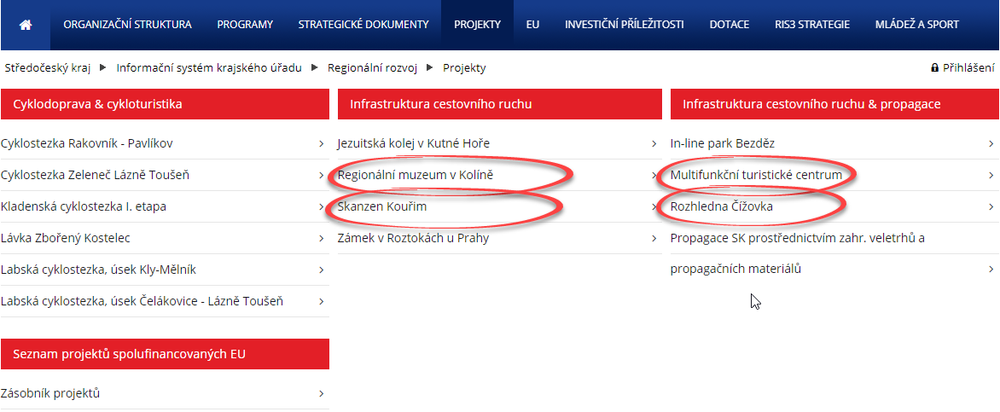 ORGANIZAČNÍ STRUKTURA PROGRAMY STRATEGICKÉ DOKUMENTY PROJEKTY EU INVESTIČNÍ PŘÍLEŽITOSTI DOTACE RIS3 STRATEGIE MLÁDEŽ A SPORT
Středočeský kraj Informační systém krajského úřadu Regionální rozvoj Projekty Přihlášení
Cyklodoprava & cykloturistika
Cyklostezka Rakovník - Pavlíkov
Cyklostezka Zeleneč Lázně Toušeň
Kladenská cyklostezka I. etapa
Lávka Zbořený Kostelec
Labská cyklostezka, úsek Kly-Mělník
Labská cyklostezka, úsek Čelákovice - Lázně Toušeň
Infrastruktura cestovního ruchu
Jezuitská kolej v Kutné Hoře
Regionální muzeum v Kolíně
Skanzen Kouřim
Zámek v Roztokách u Prahy
Infrastruktura cestovního ruchu & propagace
In-line park Bezděz
Multifunkční turistické centrum
Rozhledna Čížovka
Propagace SK prostřednictvím zahr. veletrhů a
propagačních materiálů
Seznam projektů spolufinancovaných EU
Zásobník projektů